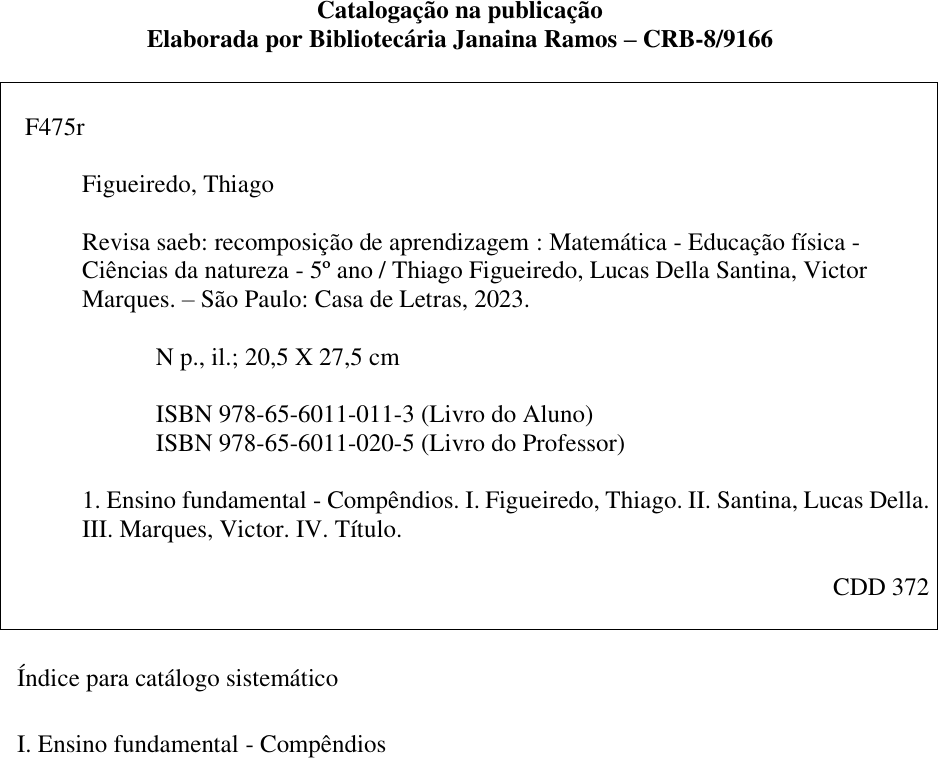 Catalogação na publicação
Elaborada por Bibliotecária Janaina Ramos – CRB-8/9166
F475r
Figueiredo, Thiago
Revisa saeb: recomposição de aprendizagem : Matemática - Educação física -
Ciências da natureza - 5º ano / Thiago Figueiredo, Lucas Della Santina, Victor
Marques. – São Paulo: Casa de Letras, 2023.
N p., il.; 20,5 X 27,5 cm
ISBN 978-65-6011-011-3 (Livro do Aluno)
ISBN 978-65-6011-020-5 (Livro do Professor)
1. Ensino fundamental - Compêndios. I. Figueiredo, Thiago. II. Santina, Lucas Della.
III. Marques, Victor. IV. Título.
CDD 372
Índice para catálogo sistemático
I. Ensino fundamental - Compêndios